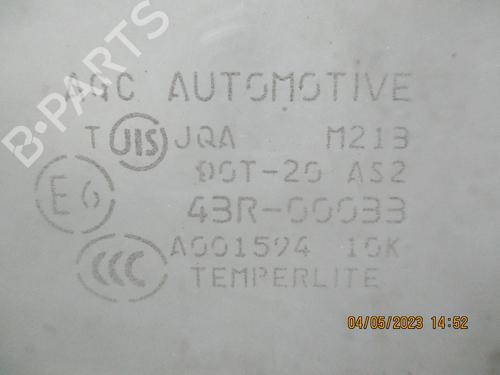 AGC AUTOMOTIVE
T JIS JQA M213
DOT-20 AS2
E6 43R-00033
CCC A001594 10K
TEMPERLITE
B-PARTS
04/05/2023 14:52